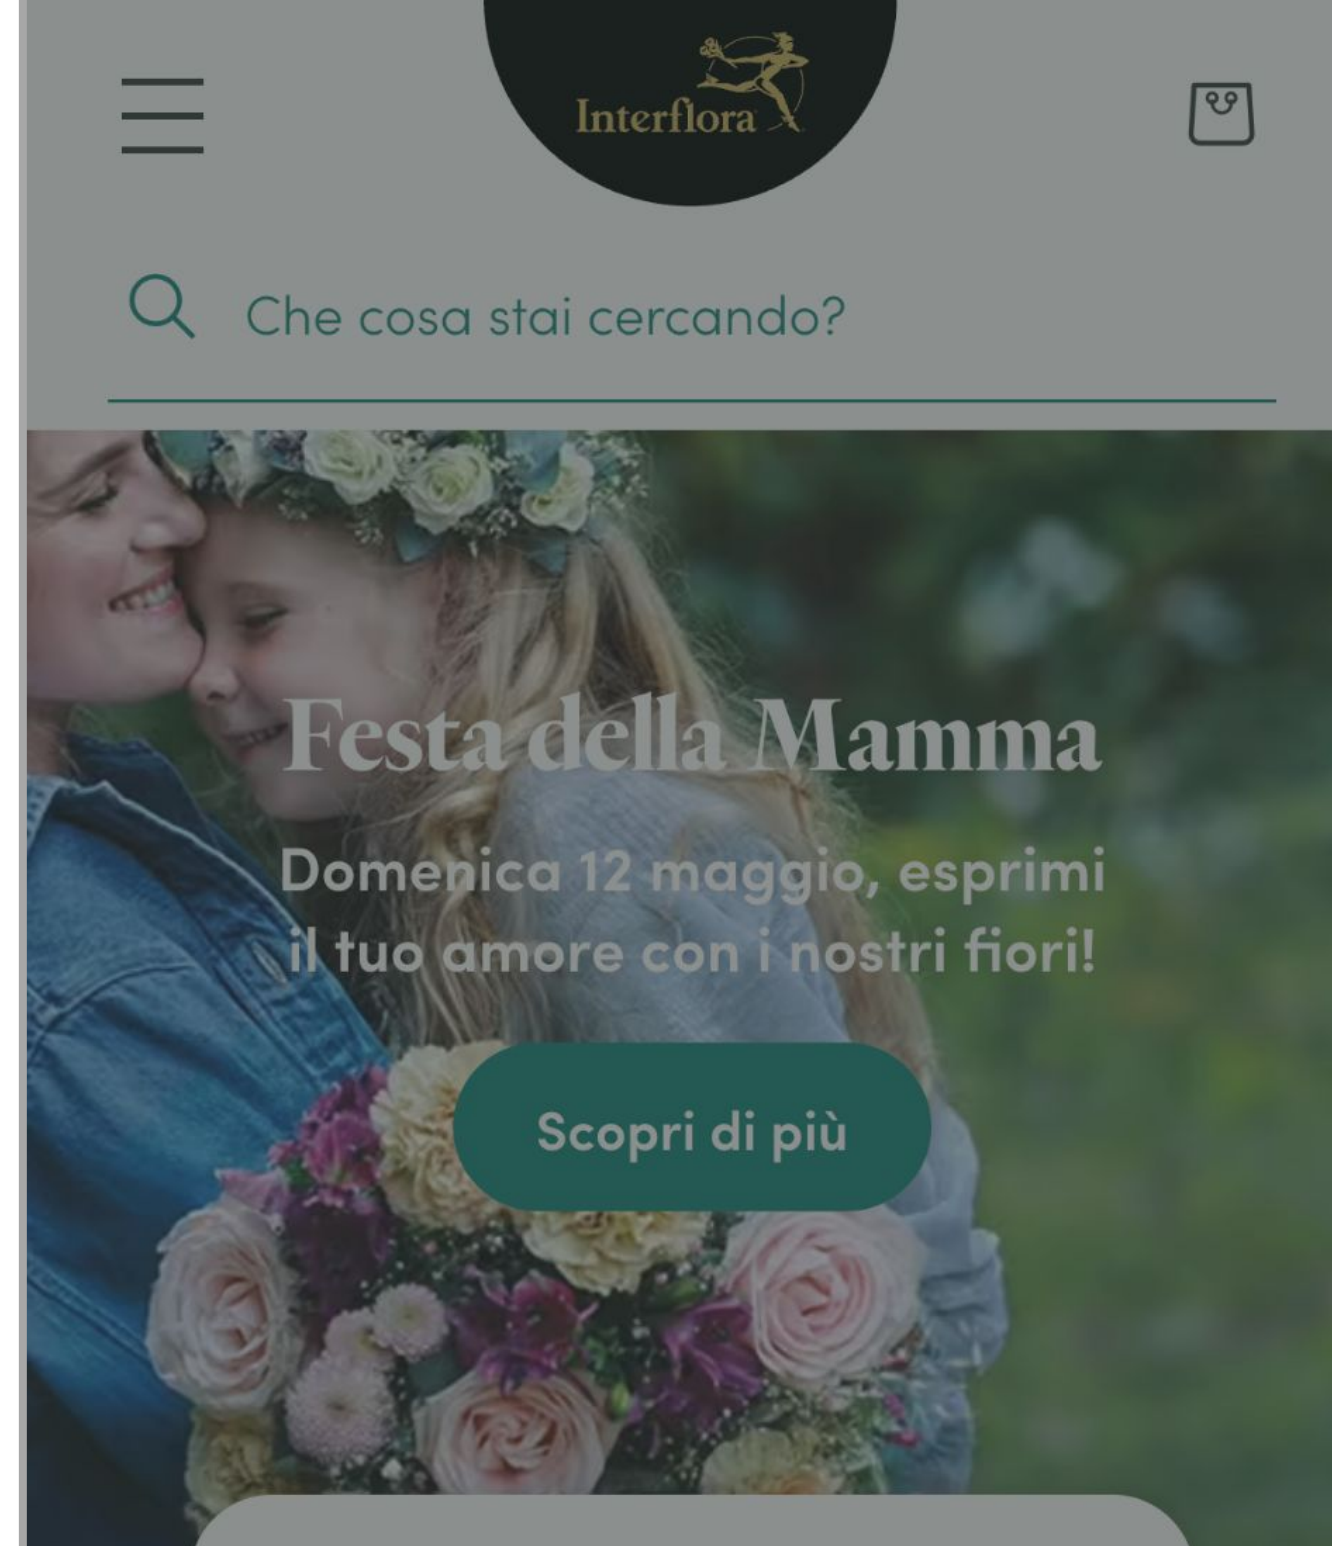 Interflora
Che cosa stai cercando?
Festa della Mamma
Domenica 12 maggio, esprimi
il tuo amore con i nostri fiori!
Scopri di più